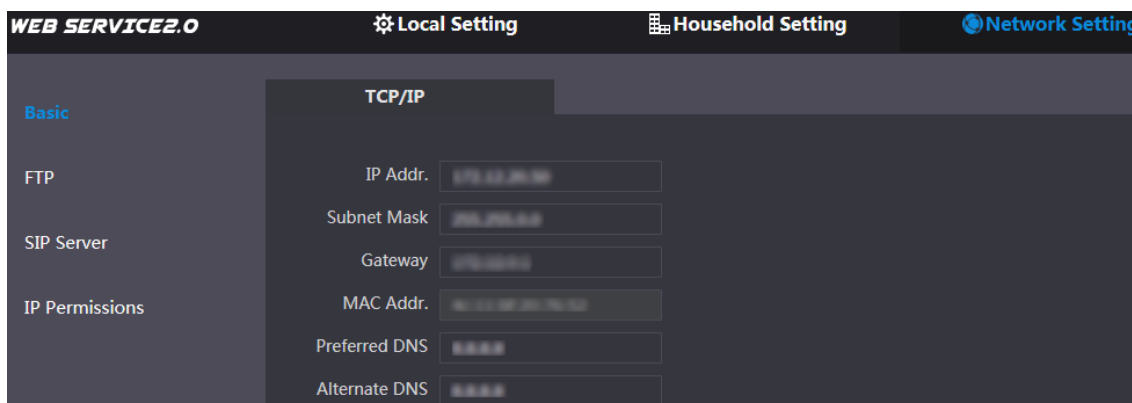 WEB SERVICE2.0
Local Setting
Household Setting
Network Setting
Basic
FTP
SIP Server
IP Permissions
TCP/IP
IP Addr.
Subnet Mask
Gateway
MAC Addr.
Preferred DNS
Alternate DNS